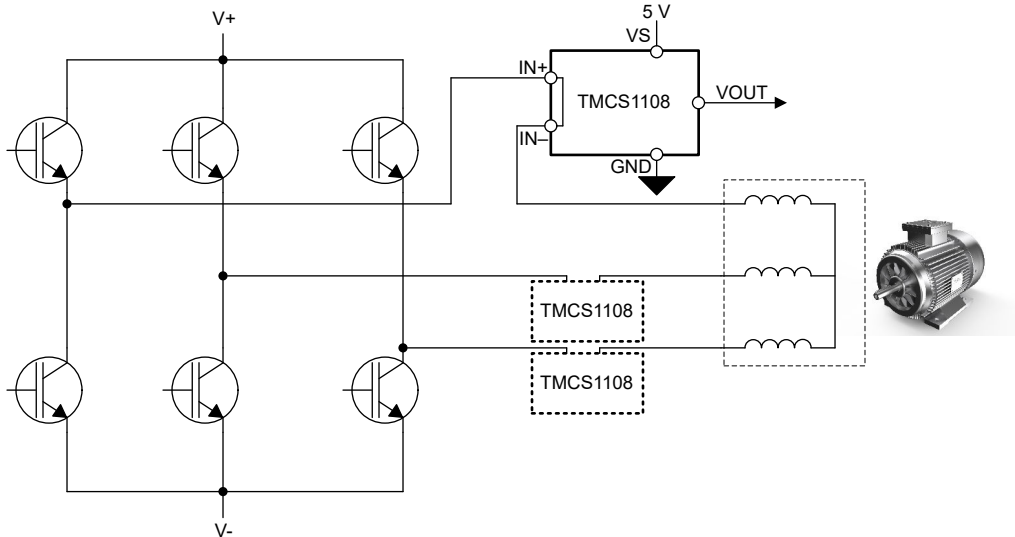 V+
5 V
VS
IN+
TMCS1108
VOUT
IN–
GND
TMCS1108
TMCS1108
V-